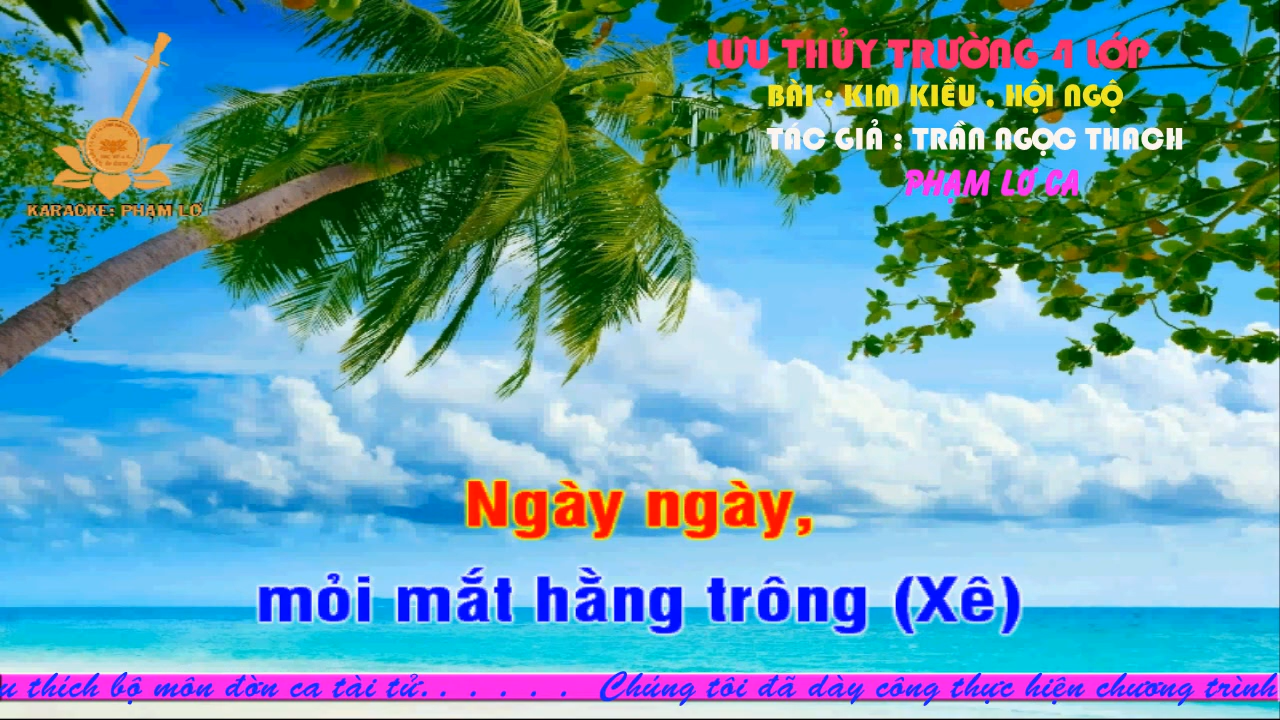 LƯU THỦY TRƯỜNG 4 LỚP
BÀI : KIM KIỀU . HỘI NGỘ
TÁC GIẢ : TRẦN NGỌC THACH
PHẠM LƠ CA
KARAOKE: PHẠM LƠ
Ngày ngày,
mỏi mắt hằng trông (Xê)
u thích bộ môn đờn ca tài tử. . . . . . . Chúng tôi đã dày công thực hiện chương trình